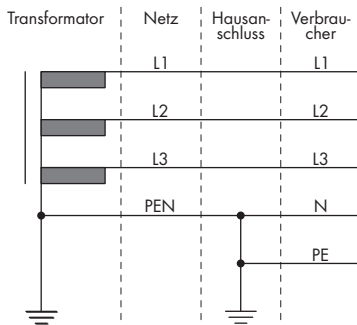 Transformator
Netz
Hausan-
schluss
Verbrau-
cher
L1
L1
L2
L2
L3
L3
PEN
N
PE